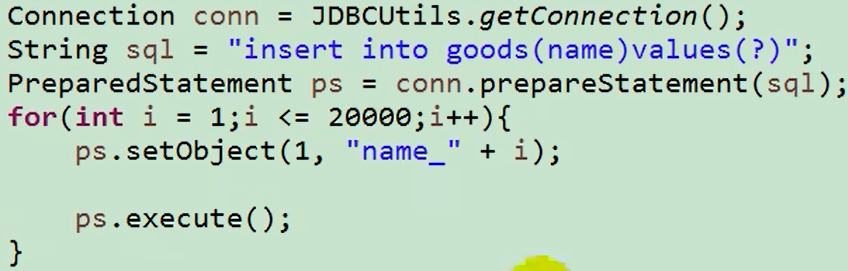 Connection conn = JDBCUtils.getConnection();
String sql = "insert into goods(name)values(?)";
PreparedStatement ps = conn.prepareStatement(sql);
for(int i = 1;i <= 20000;i++){
    ps.setObject(1, "name_" + i);
    ps.execute();
}